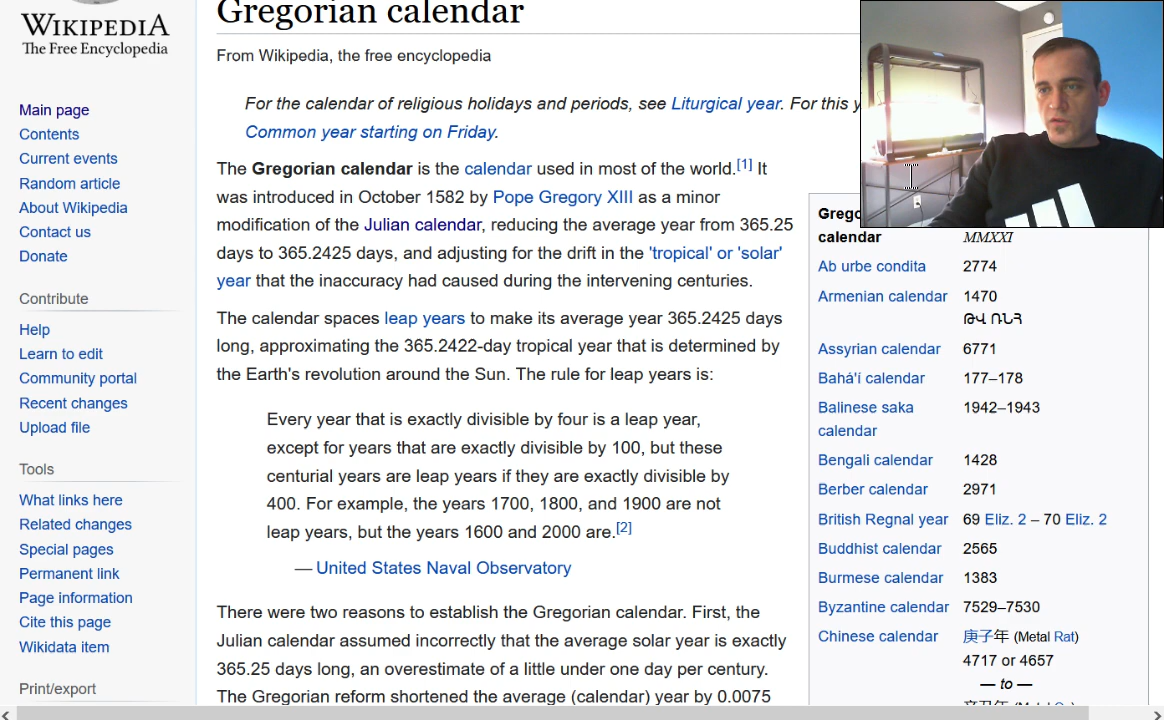 WIKIPEDIA
The Free Encyclopedia
Main page
Contents
Current events
Random article
About Wikipedia
Contact us
Donate
Contribute
Help
Learn to edit
Community portal
Recent changes
Upload file
Tools
What links here
Related changes
Special pages
Permanent link
Page information
Cite this page
Wikidata item
Print/export
Gregorian calendar
From Wikipedia, the free encyclopedia
For the calendar of religious holidays and periods, see Liturgical year. For this y
Common year starting on Friday.
The Gregorian calendar is the calendar used in most of the world.[1] It
was introduced in October 1582 by Pope Gregory XIII as a minor
modification of the Julian calendar, reducing the average year from 365.25
days to 365.2425 days, and adjusting for the drift in the 'tropical' or 'solar'
year that the inaccuracy had caused during the intervening centuries.
The calendar spaces leap years to make its average year 365.2425 days
long, approximating the 365.2422-day tropical year that is determined by
the Earth's revolution around the Sun. The rule for leap years is:
Every year that is exactly divisible by four is a leap year,
except for years that are exactly divisible by 100, but these
centurial years are leap years if they are exactly divisible by
400. For example, the years 1700, 1800, and 1900 are not
leap years, but the years 1600 and 2000 are.[2]
— United States Naval Observatory
There were two reasons to establish the Gregorian calendar. First, the
Julian calendar assumed incorrectly that the average solar year is exactly
365.25 days long, an overestimate of a little under one day per century.
The Gregorian reform shortened the average (calendar) year by 0.0075
Grego
calendar MMXXI
Ab urbe condita 2774
Armenian calendar 1470
ԹՎ ՌՆՀ
Assyrian calendar 6771
Bahá'í calendar 177–178
Balinese saka 1942–1943
calendar
Bengali calendar 1428
Berber calendar 2971
British Regnal year 69 Eliz. 2 – 70 Eliz. 2
Buddhist calendar 2565
Burmese calendar 1383
Byzantine calendar 7529–7530
Chinese calendar 庚子年 (Metal Rat)
4717 or 4657
— to —